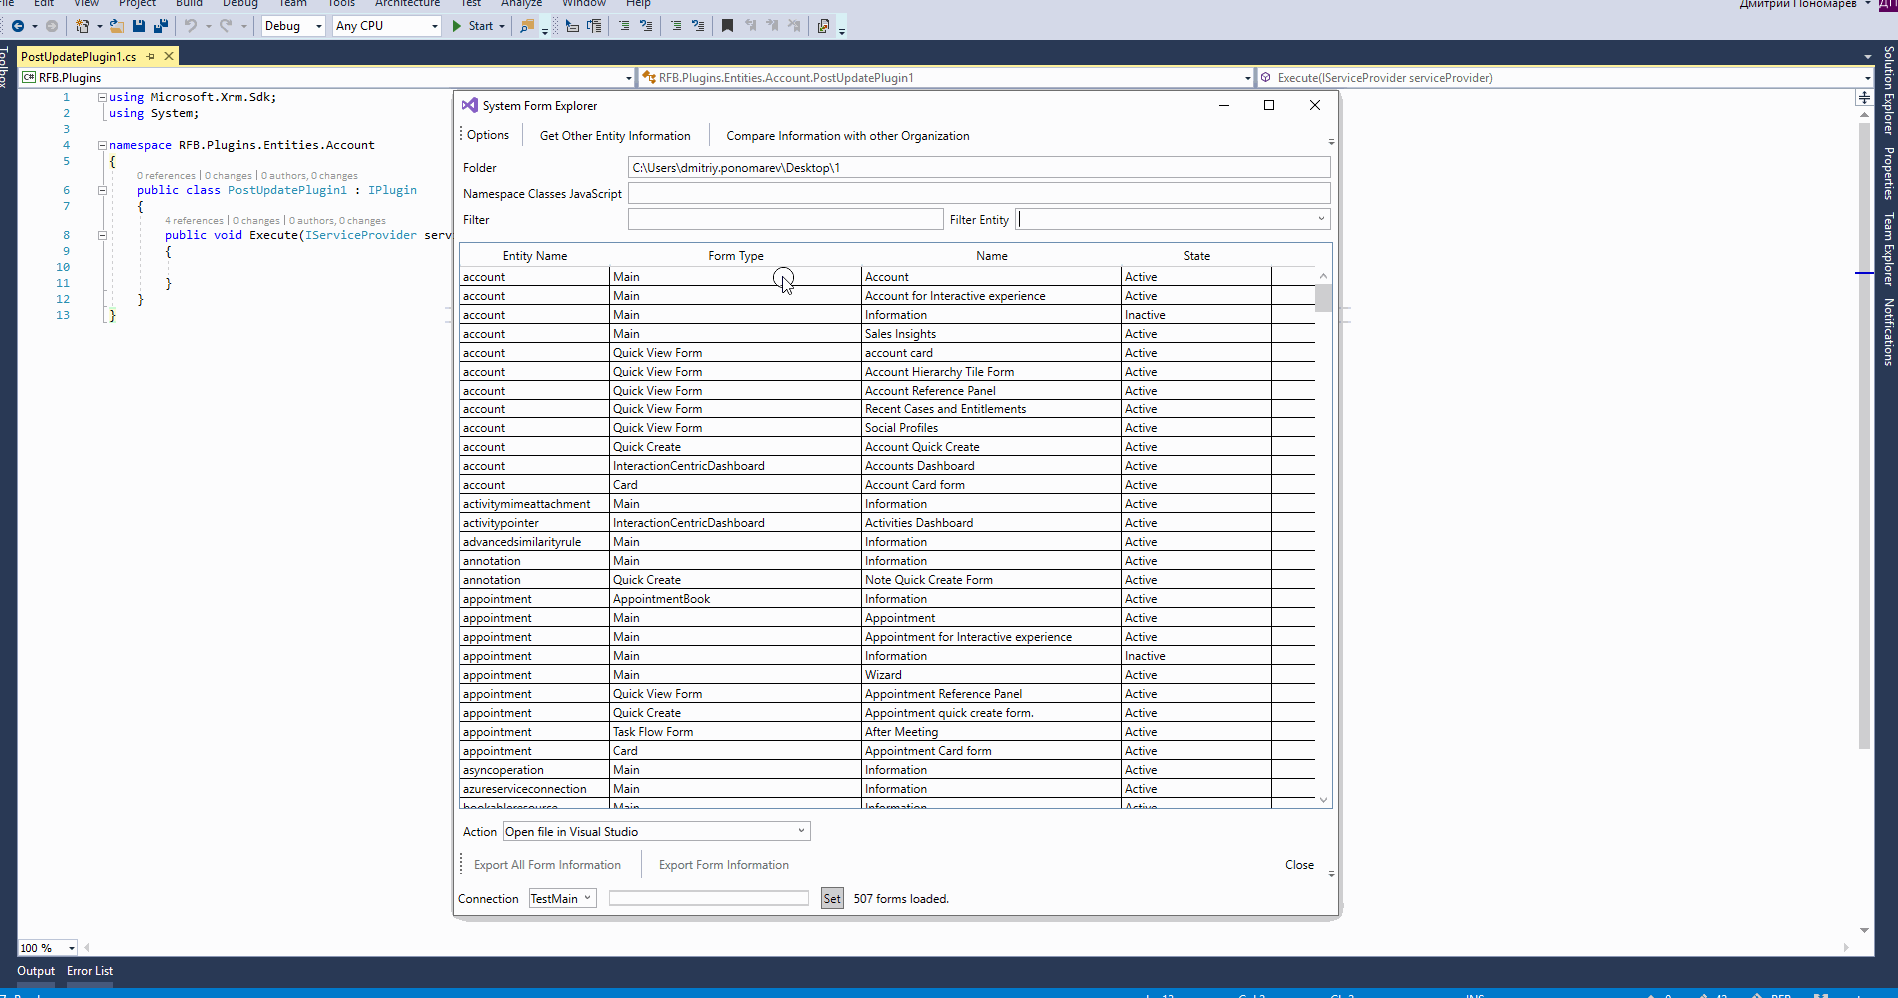 File Edit View Project Build Debug Team Tools Architecture Test Analyze Window Help
Дмитрий Пономарев ДП
Debug Any CPU Start
Toolbox
PostUpdatePlugin1.cs
C# RFB.Plugins RFB.Plugins.Entities.Account.PostUpdatePlugin1 Execute(IServiceProvider serviceProvider)
1 using Microsoft.Xrm.Sdk;
2 using System;
3
4 namespace RFB.Plugins.Entities.Account
5 {
0 references | 0 changes | 0 authors, 0 changes
6 public class PostUpdatePlugin1 : IPlugin
7 {
4 references | 0 changes | 0 authors, 0 changes
8 public void Execute(IServiceProvider serv
9 {
10
11 }
12 }
13 }
System Form Explorer
Options Get Other Entity Information Compare Information with other Organization
Folder C:\Users\dmitriy.ponomarev\Desktop\1
Namespace Classes JavaScript
Filter Filter Entity
Entity Name Form Type Name State
account Main Account Active
account Main Account for Interactive experience Active
account Main Information Inactive
account Main Sales Insights Active
account Quick View Form account card Active
account Quick View Form Account Hierarchy Tile Form Active
account Quick View Form Account Reference Panel Active
account Quick View Form Recent Cases and Entitlements Active
account Quick View Form Social Profiles Active
account Quick Create Account Quick Create Active
account InteractionCentricDashboard Accounts Dashboard Active
account Card Account Card form Active
activitymimeattachment Main Information Active
activitypointer InteractionCentricDashboard Activities Dashboard Active
advancedsimilarityrule Main Information Active
annotation Main Information Active
annotation Quick Create Note Quick Create Form Active
appointment AppointmentBook Information Active
appointment Main Appointment Active
appointment Main Appointment for Interactive experience Active
appointment Main Information Inactive
appointment Main Wizard Active
appointment Quick View Form Appointment Reference Panel Active
appointment Quick Create Appointment quick create form. Active
appointment Task Flow Form After Meeting Active
appointment Card Appointment Card form Active
asyncoperation Main Information Active
azureserviceconnection Main Information Active
bookableresource Main Information Active
Action Open file in Visual Studio
Export All Form Information Export Form Information Close
Connection TestMain Set 507 forms loaded.
Solution Explorer
Properties
Team Explorer
Notifications
100 %
Output Error List